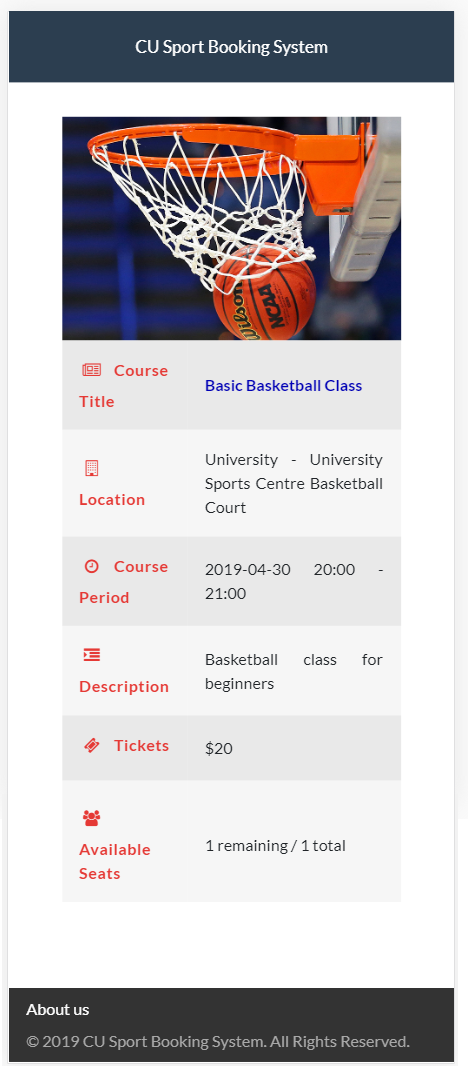 CU Sport Booking System
Wilson
NCAA
Course
Title
Basic Basketball Class
Location
University - University
Sports Centre Basketball
Court
Course
Period
2019-04-30 20:00 -
21:00
Description
Basketball class for
beginners
Tickets
$20
Available
Seats
1 remaining / 1 total
About us
© 2019 CU Sport Booking System. All Rights Reserved.